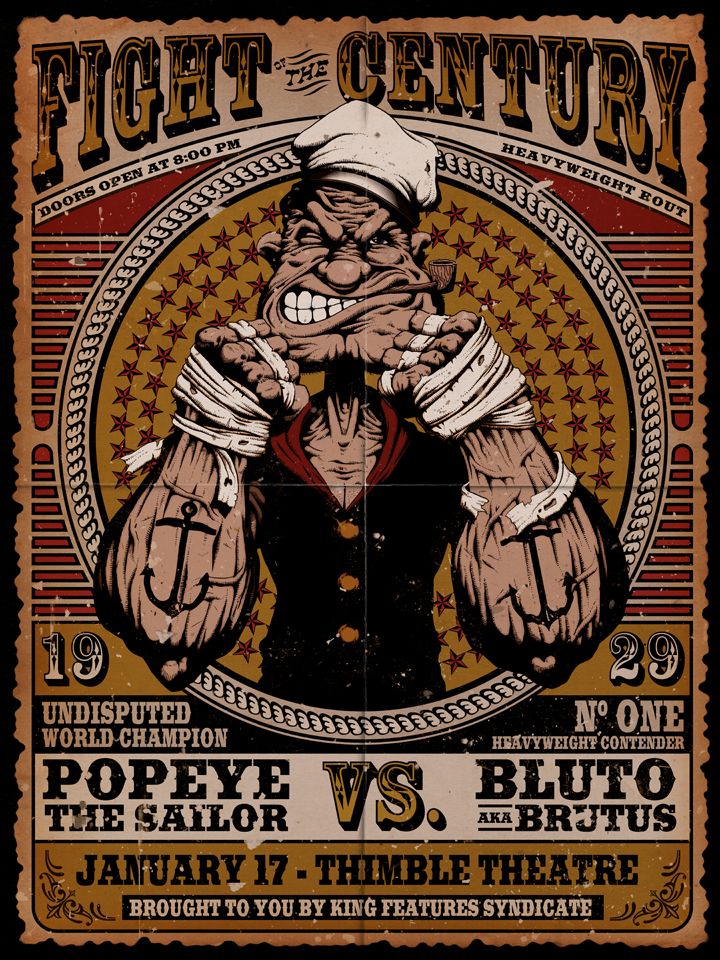 FIGHT OF THE CENTURY
DOORS OPEN AT 8:00 PM
HEAVYWEIGHT BOUT
19
29
UNDISPUTED
WORLD CHAMPION
Nº ONE
HEAVYWEIGHT CONTENDER
POPEYE
THE SAILOR
VS.
BLUTO
AKA BRUTUS
JANUARY 17 - THIMBLE THEATRE
BROUGHT TO YOU BY KING FEATURES SYNDICATE